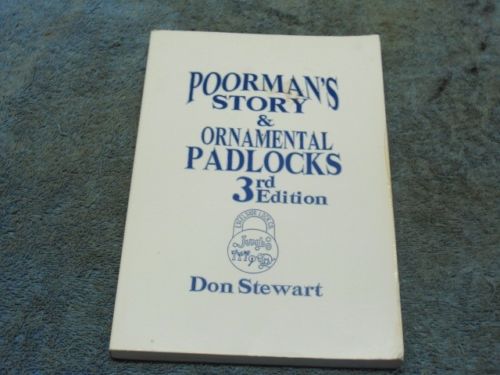 POORMAN'S
STORY
&
ORNAMENTAL
PADLOCKS
3rd
Edition
Don Stewart